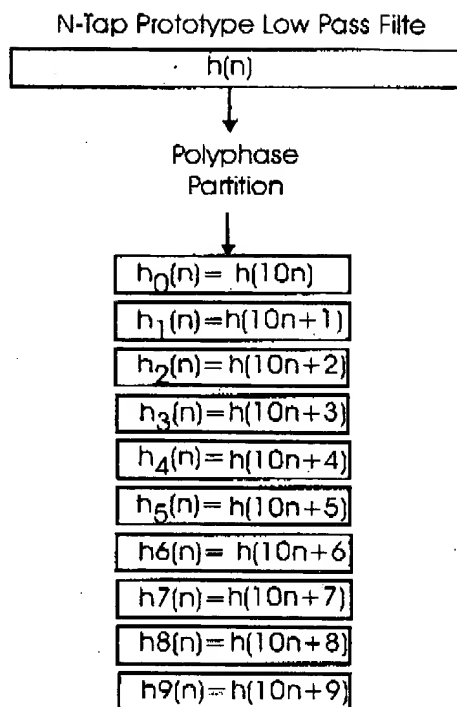 N-Tap Prototype Low Pass Filte
h(n)
Polyphase
Partition
h₀(n)= h(10n)
h₁(n)=h(10n+1)
h₂(n)=h(10n+2)
h₃(n)=h(10n+3)
h₄(n)=h(10n+4)
h₅(n)=h(10n+5)
h6(n)= h(10n+6)
h7(n)=h(10n+7)
h8(n)=h(10n+8)
h9(n)=h(10n+9)